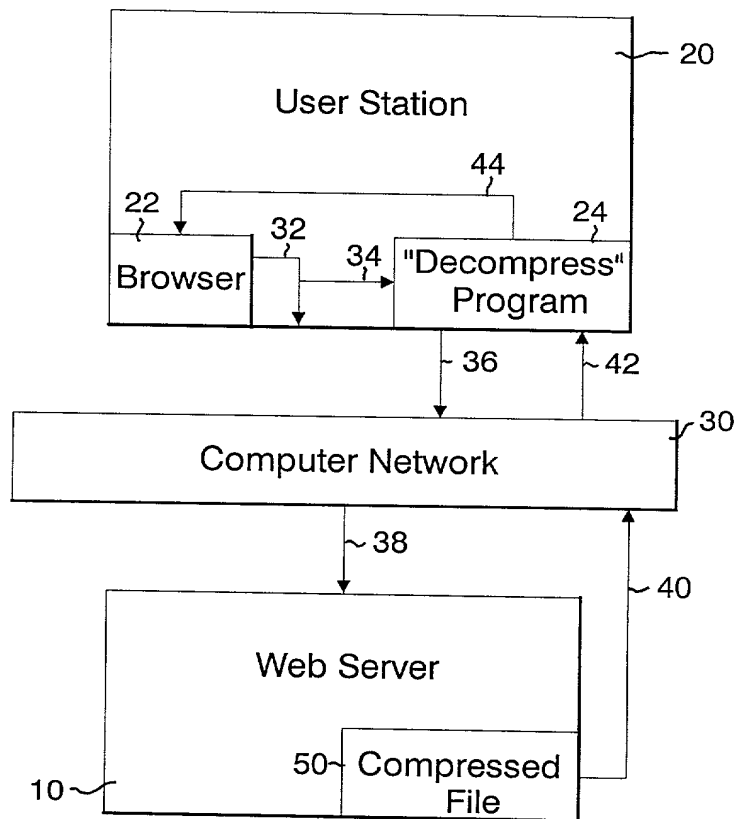 20
User Station
44
22
32
24
34
Browser
"Decompress"
Program
36
42
30
Computer Network
38
40
Web Server
50
Compressed
File
10